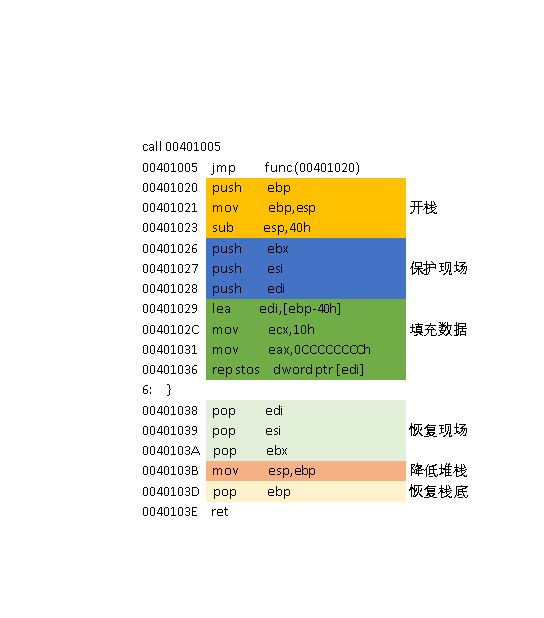 call 00401005
00401005 jmp func(00401020)
00401020 push ebp
00401021 mov ebp,esp 开栈
00401023 sub esp,40h
00401026 push ebx
00401027 push esi 保护现场
00401028 push edi
00401029 lea edi,[ebp-40h]
0040102C mov ecx,10h 填充数据
00401031 mov eax,0CCCCCCCCh
00401036 rep stos dword ptr [edi]
6: }
00401038 pop edi
00401039 pop esi 恢复现场
0040103A pop ebx
0040103B mov esp,ebp 降低堆栈
0040103D pop ebp 恢复栈底
0040103E ret